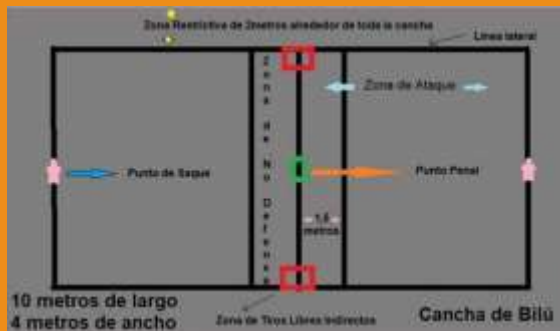 Zona Restrictiva de 2metros alrededor de toda la cancha
Linea lateral
Zona de Ataque
Zona de No Defensa
Punto de Saque
Punto Penal
1,5
metros
10 metros de largo
4 metros de ancho
Zona de Tiros Libres Indirectos
Cancha de Bilu